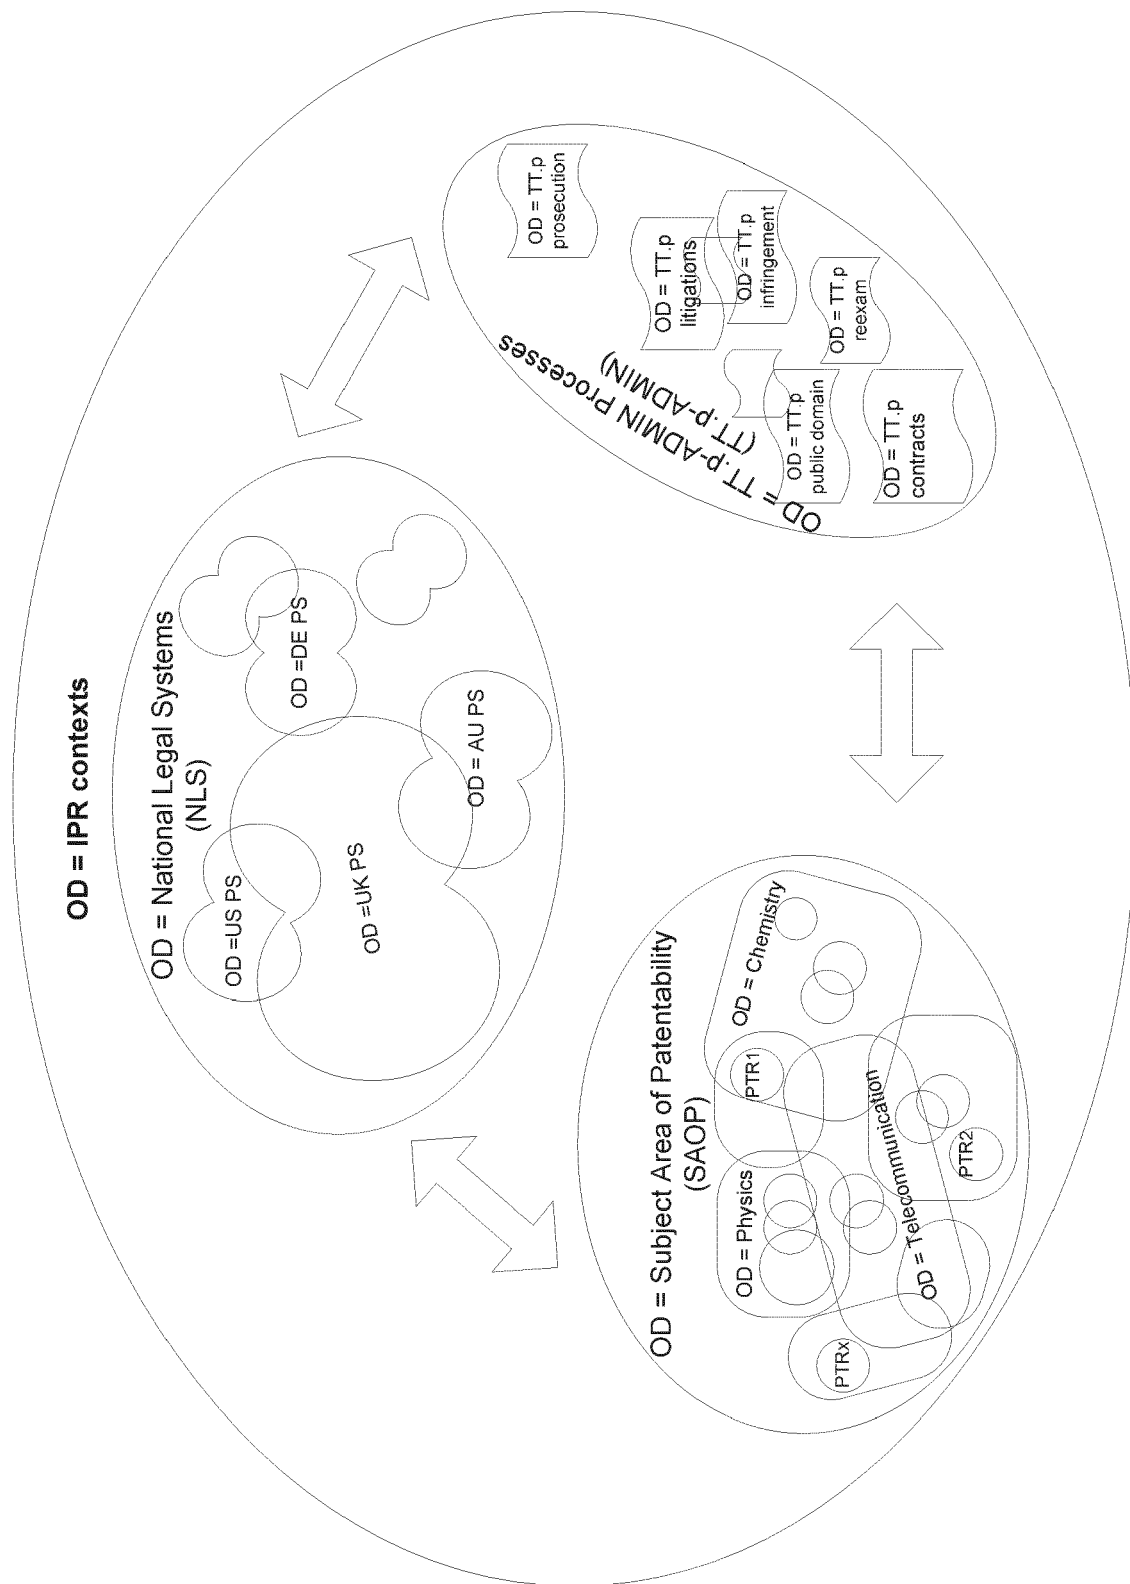 OD = IPR contexts
OD = National Legal Systems
(NLS)
OD =US PS
OD =UK PS
OD =DE PS
OD = AU PS
OD = Subject Area of Patentability
(SAOP)
OD = Physics
PTR1
OD = Chemistry
PTRx
OD = Telecommunication
PTR2
OD = TT.p-ADMIN Processes
(TT.p-ADMIN)
OD = TT.p
prosecution
OD = TT.p
litigations
OD = TT.p
infringement
OD = TT.p
public domain
OD = TT.p
reexam
OD = TT.p
contracts